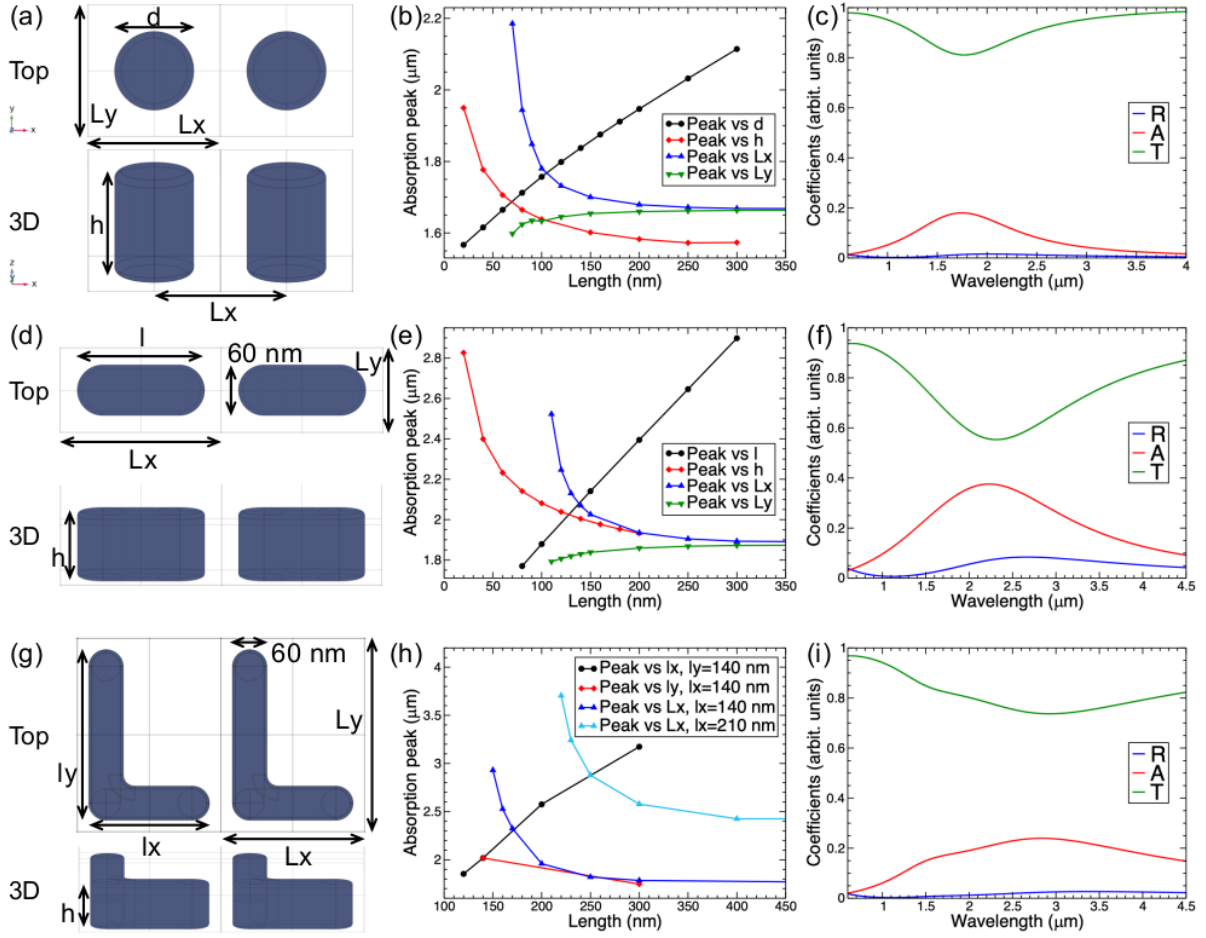 (a)
d
Top
Ly
Lx
y
z
x
3D
h
Lx
z
y
x
(b)
2.2
2
1.8
1.6
Absorption peak (μm)
Peak vs d
Peak vs h
Peak vs Lx
Peak vs Ly
0 50 100 150 200 250 300 350
Length (nm)
(c)
1
0.8
0.6
0.4
0.2
0
Coefficients (arbit. units)
R
A
T
1 1.5 2 2.5 3 3.5 4
Wavelength (μm)
(d)
l
60 nm
Ly
Top
Lx
3D
h
(e)
2.8
2.6
2.4
2.2
2
1.8
Absorption peak (μm)
Peak vs l
Peak vs h
Peak vs Lx
Peak vs Ly
0 50 100 150 200 250 300 350
Length (nm)
(f)
1
0.8
0.6
0.4
0.2
0
Coefficients (arbit. units)
R
A
T
1 1.5 2 2.5 3 3.5 4 4.5
Wavelength (μm)
(g)
60 nm
Top
Ly
ly
lx
Lx
3D
h
(h)
4
3.5
3
2.5
2
Absorption peak (μm)
Peak vs lx, ly=140 nm
Peak vs ly, lx=140 nm
Peak vs Lx, lx=140 nm
Peak vs Lx, lx=210 nm
100 150 200 250 300 350 400 450
Length (nm)
(i)
1
0.8
0.6
0.4
0.2
0
Coefficients (arbit. units)
R
A
T
1 1.5 2 2.5 3 3.5 4 4.5
Wavelength (μm)